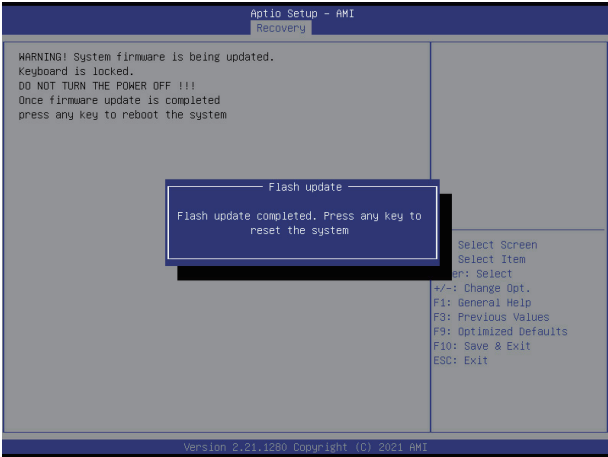 Aptio Setup - AMI
Recovery
WARNING! System firmware is being updated.
Keyboard is locked.
DO NOT TURN THE POWER OFF !!!
Once firmware update is completed
press any key to reboot the system
Flash update
Flash update completed. Press any key to
reset the system
Select Screen
Select Item
er: Select
+/-: Change Opt.
F1: General Help
F3: Previous Values
F9: Optimized Defaults
F10: Save & Exit
ESC: Exit
Version 2.21.1280 Copyright (C) 2021 AMI